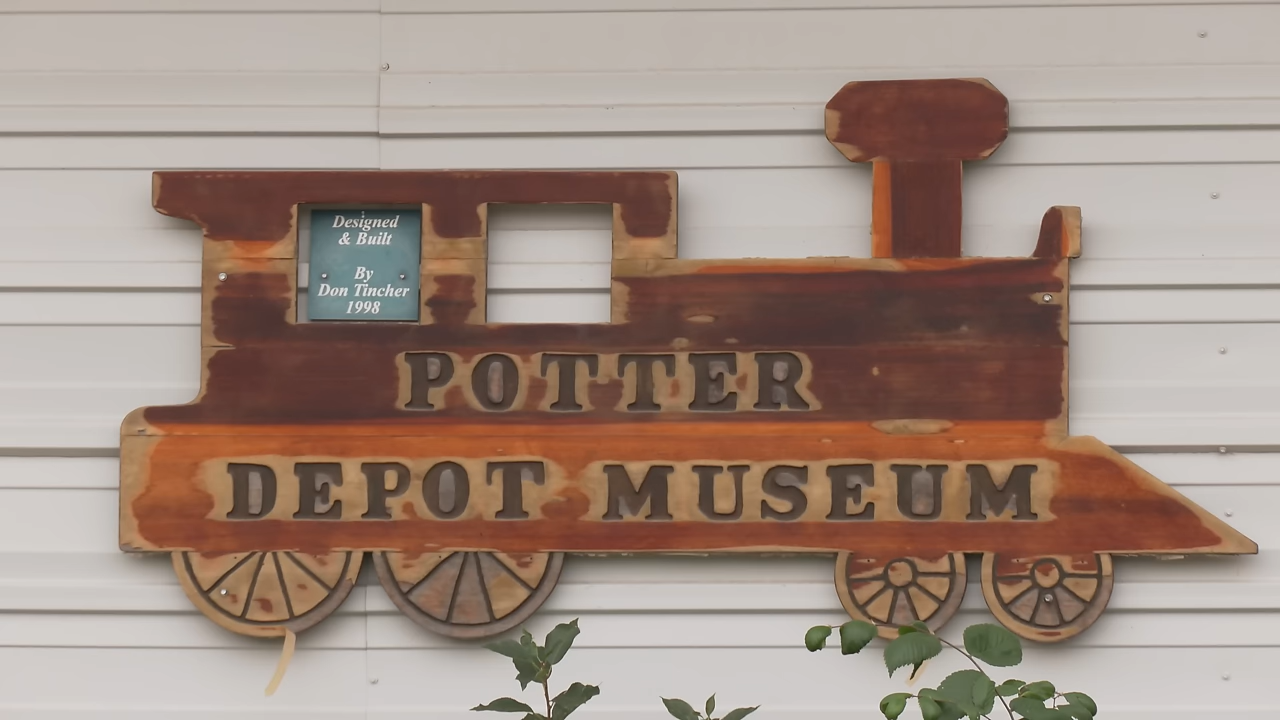 Designed
& Built
By
Don Tincher
1998
POTTER
DEPOT MUSEUM